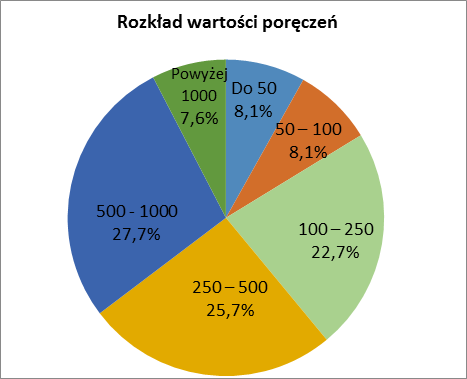 Rozkład wartości poręczeń
Powyżej
1000
7,6%
Do 50
8,1%
50 – 100
8,1%
100 – 250
22,7%
250 – 500
25,7%
500 - 1000
27,7%